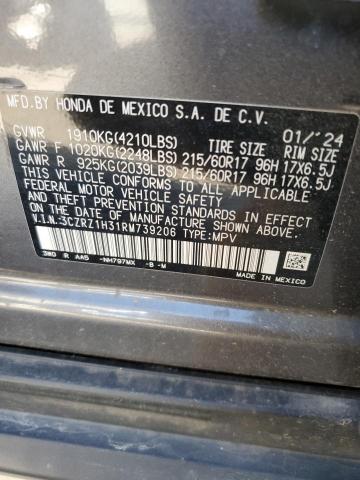 MFD.BY HONDA DE MEXICO S.A. DE C.V.
01/'24
GVWR 1910KG(4210LBS) TIRE SIZE RIM SIZE
GAWR F 1020KG(2248LBS) 215/60R17 96H 17X6.5J
GAWR R 925KG(2039LBS) 215/60R17 96H 17X6.5J
THIS VEHICLE CONFORMS TO ALL APPLICABLE
FEDERAL MOTOR VEHICLE SAFETY AND THEFT
PREVENTION STANDARDS IN EFFECT ON THE
DATE OF MANUFACTURE SHOWN ABOVE.
V.I.N.:3CZRZ1H31RM739206 TYPE:MPV
3W0 R AA5 -NH797MX -B -M
MADE IN MEXICO